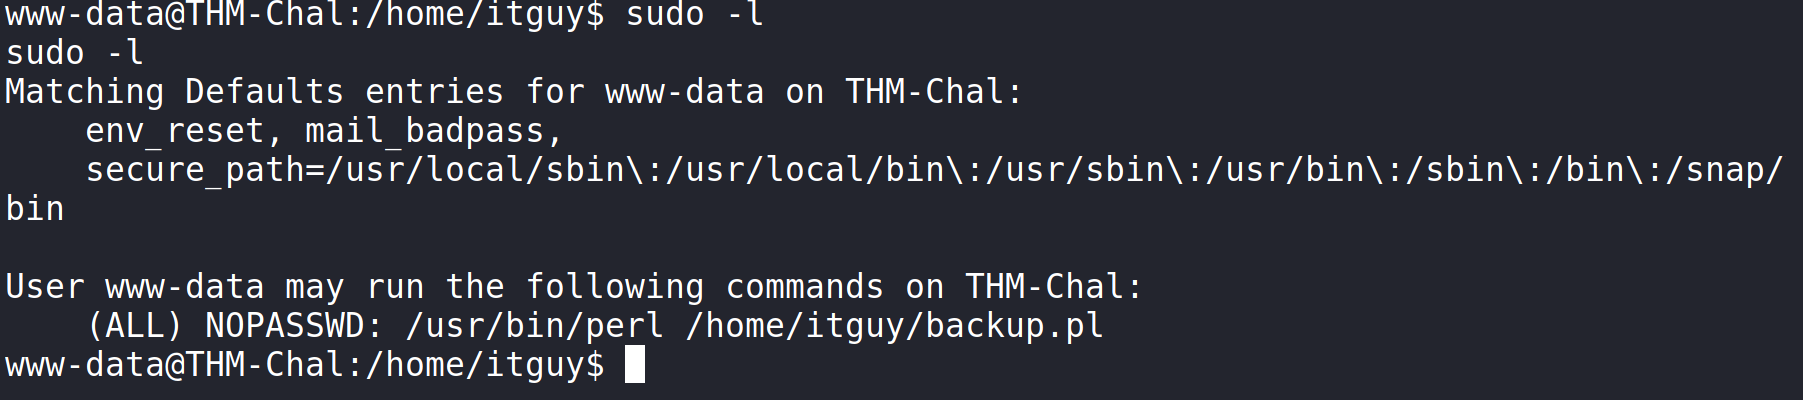 www-data@THM-Chal:/home/itguy$ sudo -l
sudo -l
Matching Defaults entries for www-data on THM-Chal:
    env_reset, mail_badpass,
    secure_path=/usr/local/sbin\:/usr/local/bin\:/usr/sbin\:/usr/bin\:/sbin\:/bin\:/snap/
bin

User www-data may run the following commands on THM-Chal:
    (ALL) NOPASSWD: /usr/bin/perl /home/itguy/backup.pl
www-data@THM-Chal:/home/itguy$